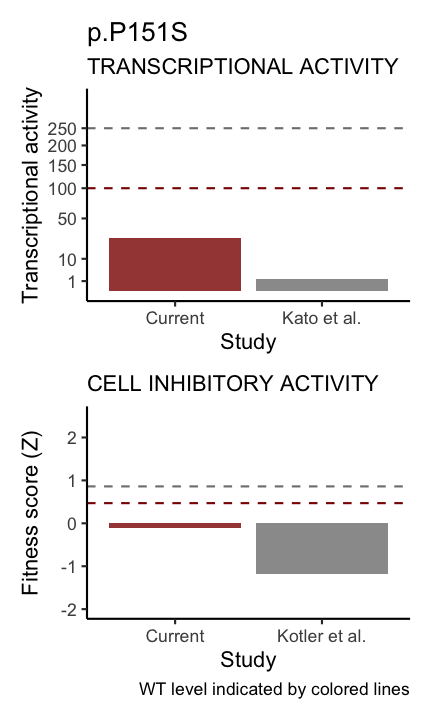 p.P151S
TRANSCRIPTIONAL ACTIVITY
Transcriptional activity
250
200
150
100
50
10
1
Current
Kato et al.
Study
CELL INHIBITORY ACTIVITY
Fitness score (Z)
2
1
0
-1
-2
Current
Kotler et al.
Study
WT level indicated by colored lines